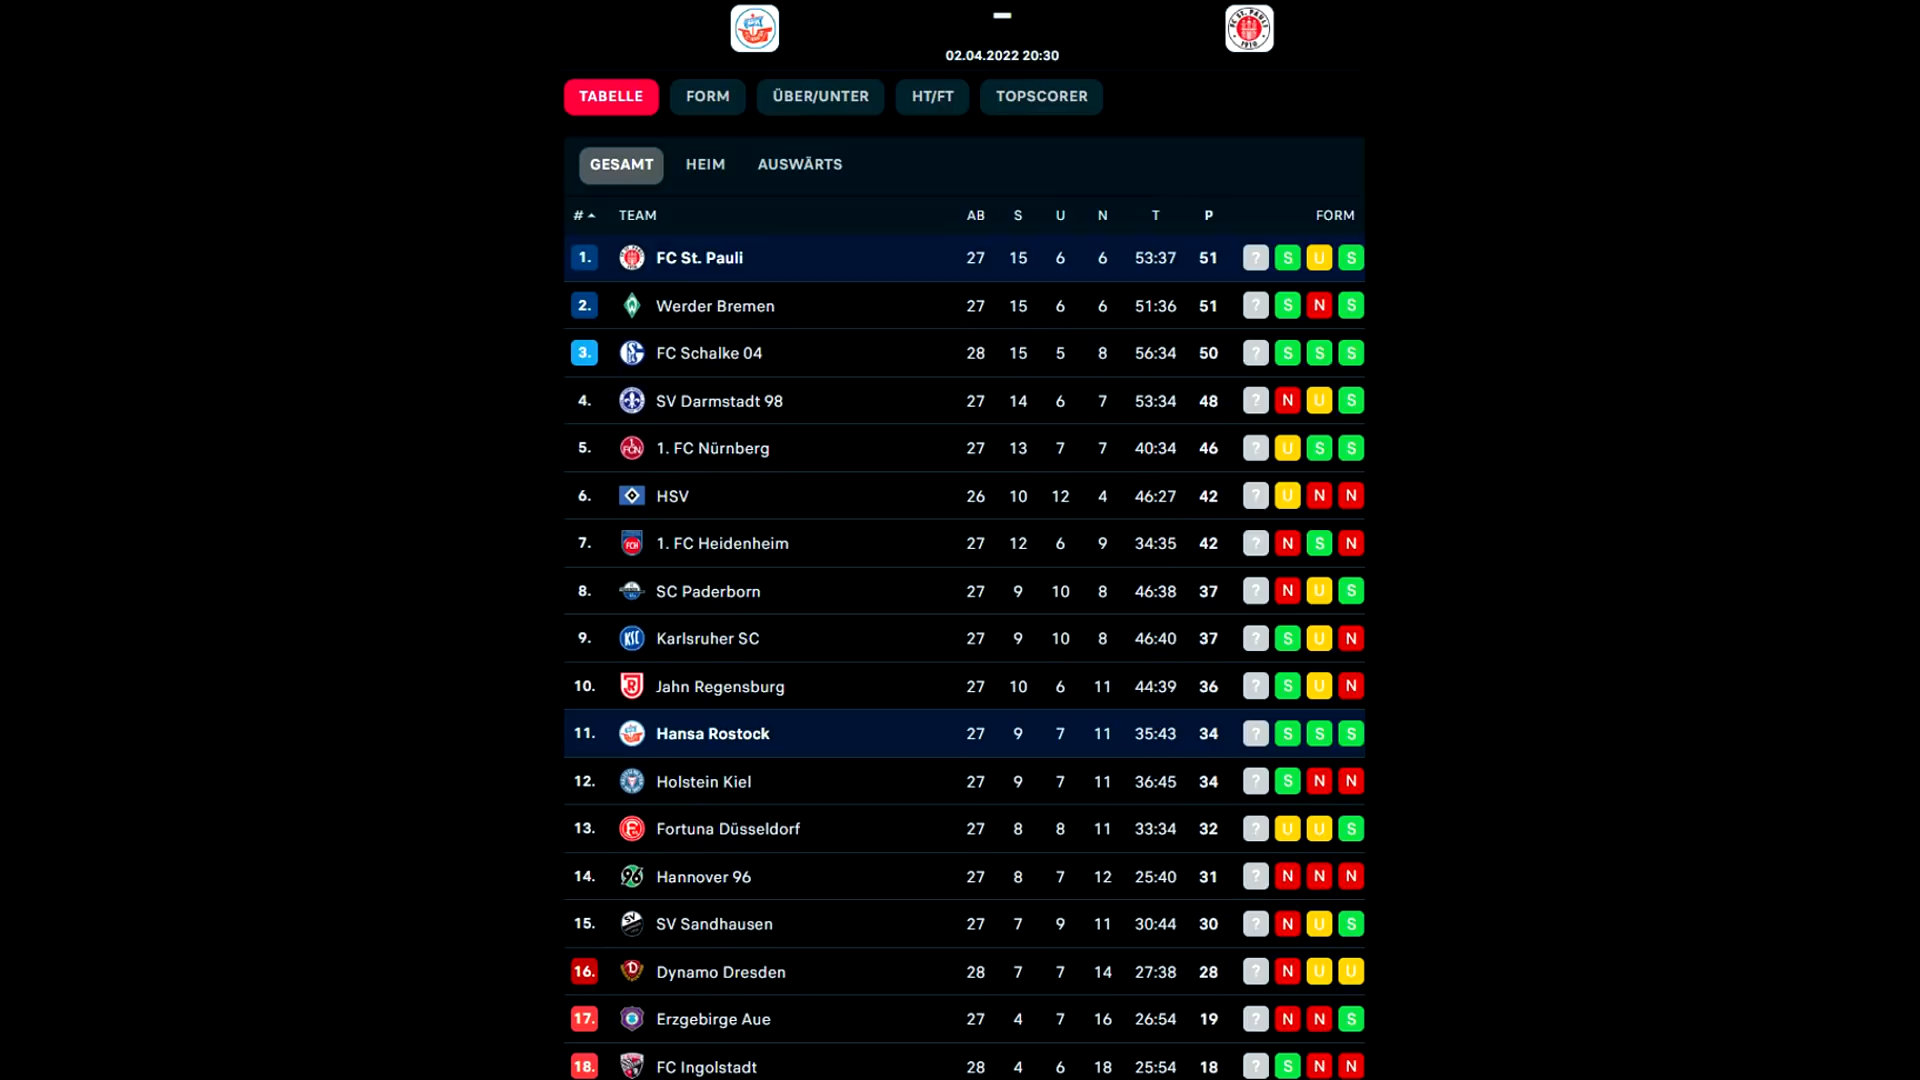 –
02.04.2022 20:30
TABELLE FORM ÜBER/UNTER HT/FT TOPSCORER
GESAMT HEIM AUSWÄRTS
# TEAM AB S U N T P FORM
1. FC St. Pauli 27 15 6 6 53:37 51 ? S U S
2. Werder Bremen 27 15 6 6 51:36 51 ? S N S
3. FC Schalke 04 28 15 5 8 56:34 50 ? S S S
4. SV Darmstadt 98 27 14 6 7 53:34 48 ? N U S
5. 1. FC Nürnberg 27 13 7 7 40:34 46 ? U S S
6. HSV 26 10 12 4 46:27 42 ? U N N
7. 1. FC Heidenheim 27 12 6 9 34:35 42 ? N S N
8. SC Paderborn 27 9 10 8 46:38 37 ? N U S
9. Karlsruher SC 27 9 10 8 46:40 37 ? S U N
10. Jahn Regensburg 27 10 6 11 44:39 36 ? S U N
11. Hansa Rostock 27 9 7 11 35:43 34 ? S S S
12. Holstein Kiel 27 9 7 11 36:45 34 ? S N N
13. Fortuna Düsseldorf 27 8 8 11 33:34 32 ? U U S
14. Hannover 96 27 8 7 12 25:40 31 ? N N N
15. SV Sandhausen 27 7 9 11 30:44 30 ? N U S
16. Dynamo Dresden 28 7 7 14 27:38 28 ? N U U
17. Erzgebirge Aue 27 4 7 16 26:54 19 ? N N S
18. FC Ingolstadt 28 4 6 18 25:54 18 ? S N N